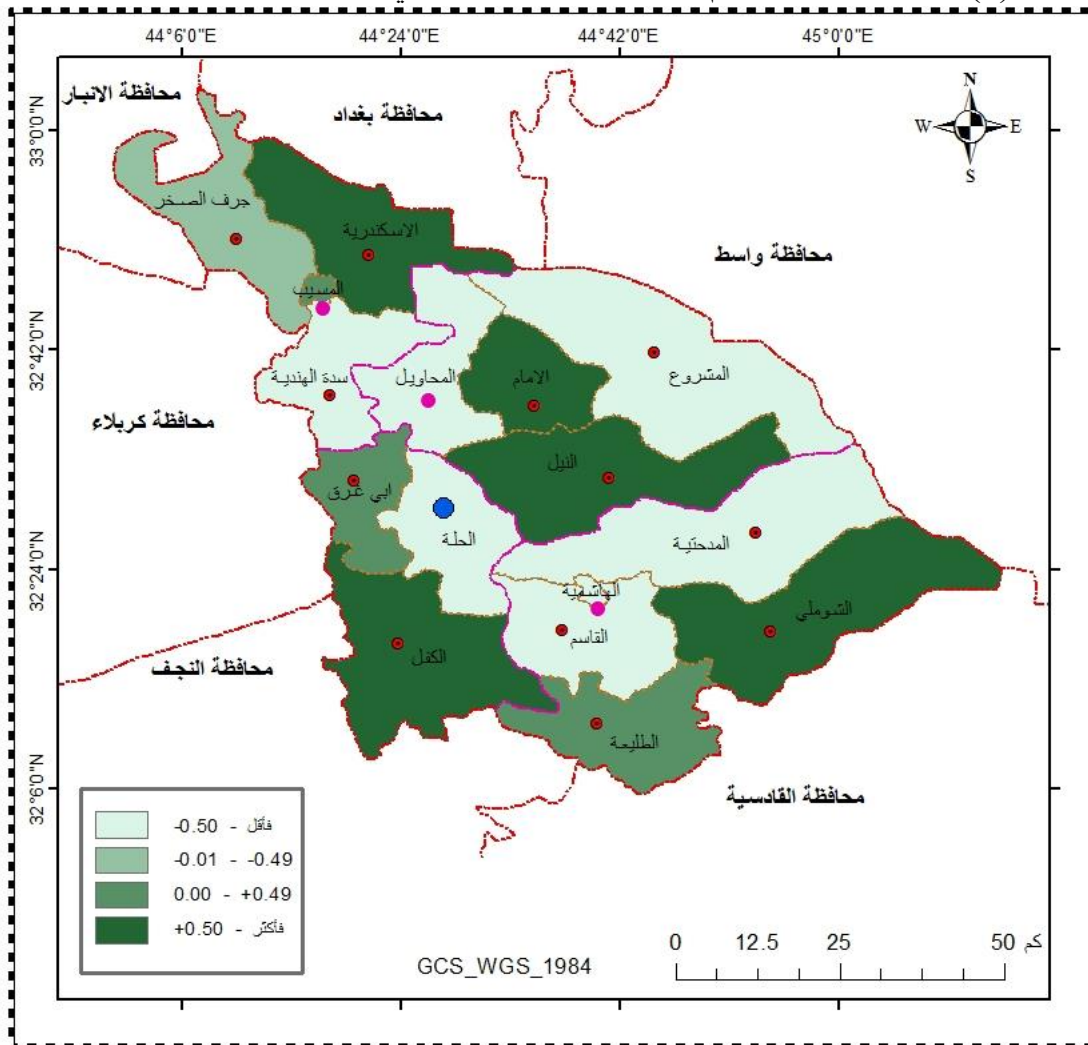 44°6'0"E 44°24'0"E 44°42'0"E 45°0'0"E
33°0'0"N
32°42'0"N
32°24'0"N
32°6'0"N
محافظة الانبار
محافظة بغداد
N
W E
S
جرف الصخر
الاسكندرية
محافظة واسط
المسيب
سدة الهندية
المحاويل
الامام
المشروع
محافظة كربلاء
ابي غرق
النيل
الحلة
المدحتية
الهاشمية
القاسم
الشوملي
الكفل
محافظة النجف
الطليعة
محافظة القادسية
-0.50 - فأقل
-0.01 - -0.49
0.00 - +0.49
+0.50 - فأكثر
0 12.5 25 50 كم
GCS_WGS_1984